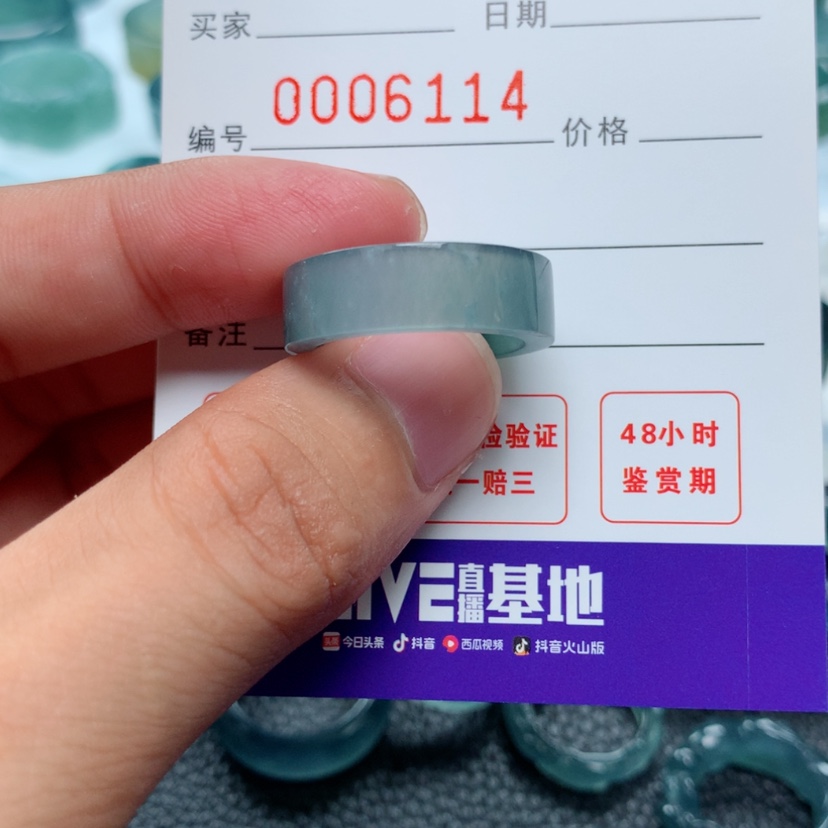 买家 日期
0006114
编号 价格
备注
检验证
一赔三
48小时
鉴赏期
直播基地
今日头条 抖音 西瓜视频 抖音火山版